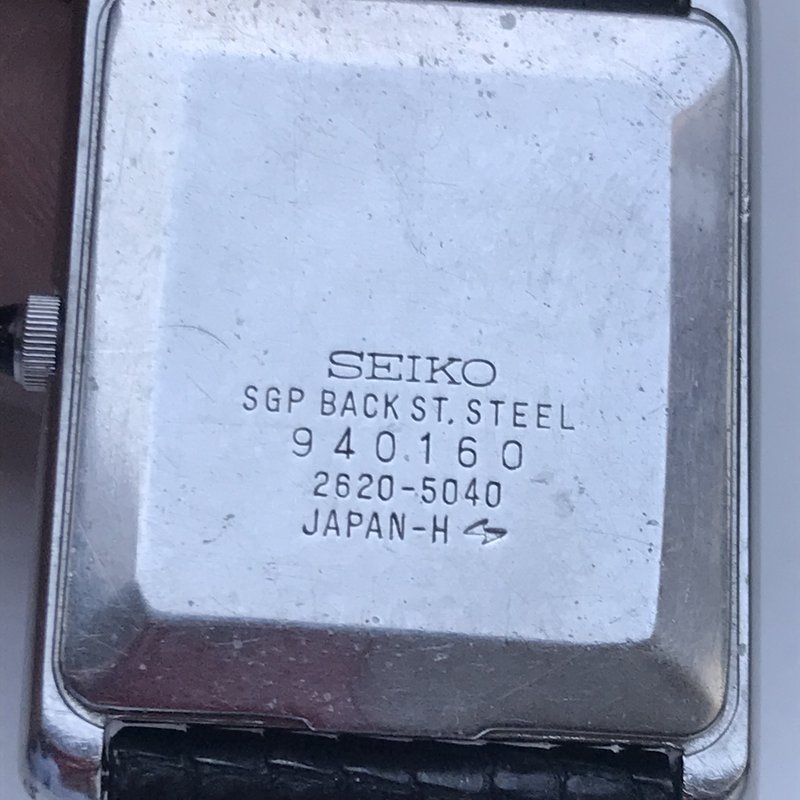 SEIKO
SGP BACK ST. STEEL
940160
2620-5040
JAPAN-H